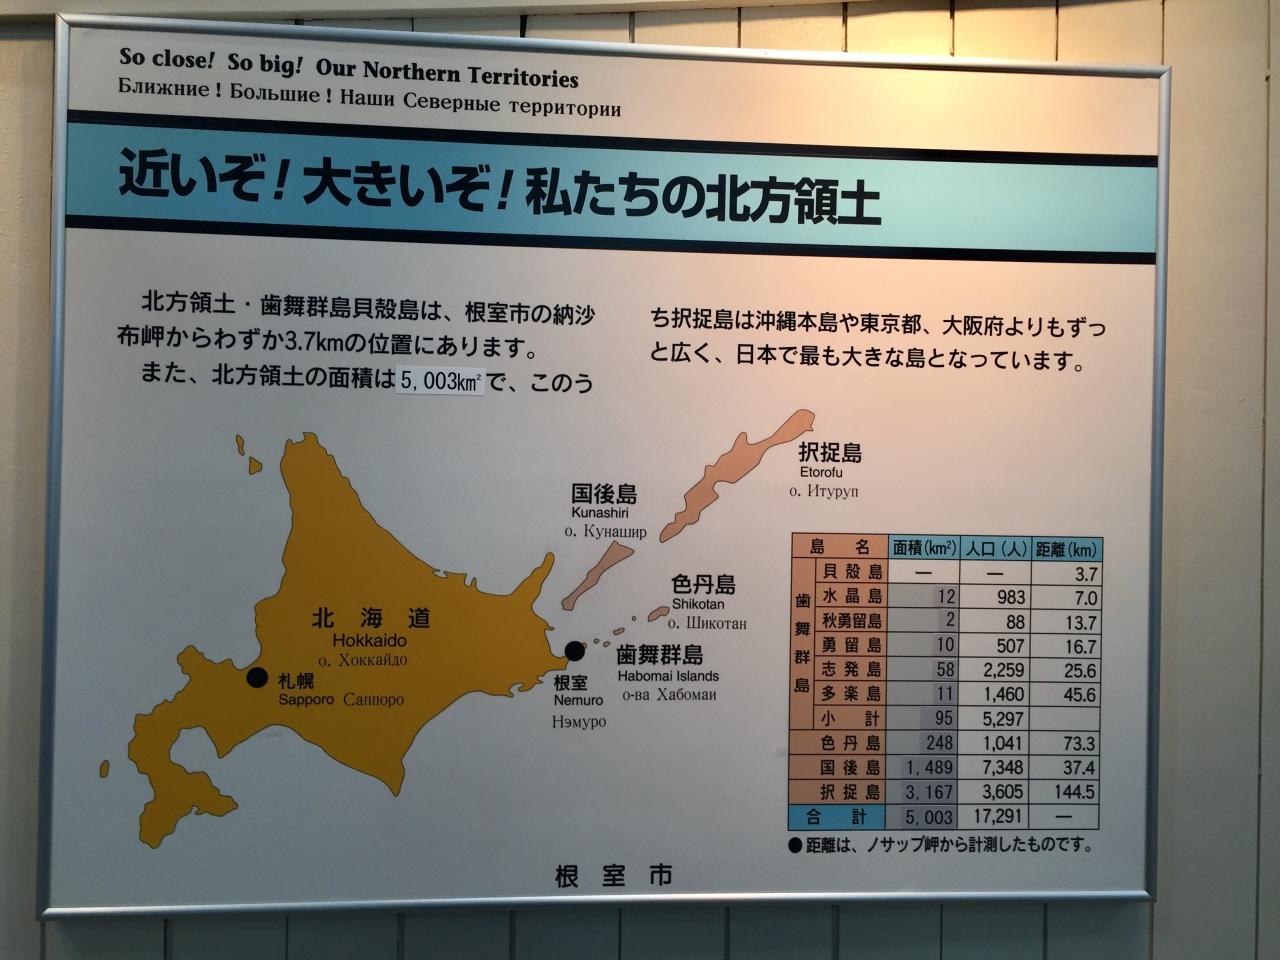 So close! So big! Our Northern Territories
Ближние! Большие! Наши Северные территории
近いぞ!大きいぞ!私たちの北方領土
北方領土・歯舞群島貝殻島は、根室市の納沙
布岬からわずか3.7kmの位置にあります。
また、北方領土の面積は5,003km²で、このう
ち択捉島は沖縄本島や東京都、大阪府よりもずっ
と広く、日本で最も大きな島となっています。
択捉島
Etorofu
о. Итуруп
国後島
Kunashiri
о. Кунашир
色丹島
Shikotan
о. Шикотан
歯舞群島
Habomai Islands
о-ва Хабомаи
北海道
Hokkaido
о. Хоккайдо
札幌
Sapporo Саппоро
根室
Nemuro
Нэмуро
島名 面積(km²) 人口(人) 距離(km)
歯舞群島
貝殻島 — — 3.7
水晶島 12 983 7.0
秋勇留島 2 88 13.7
勇留島 10 507 16.7
志発島 58 2,259 25.6
多楽島 11 1,460 45.6
小計 95 5,297
色丹島 248 1,041 73.3
国後島 1,489 7,348 37.4
択捉島 3,167 3,605 144.5
合計 5,003 17,291 —
●距離は、ノサップ岬から計測したものです。
根室市